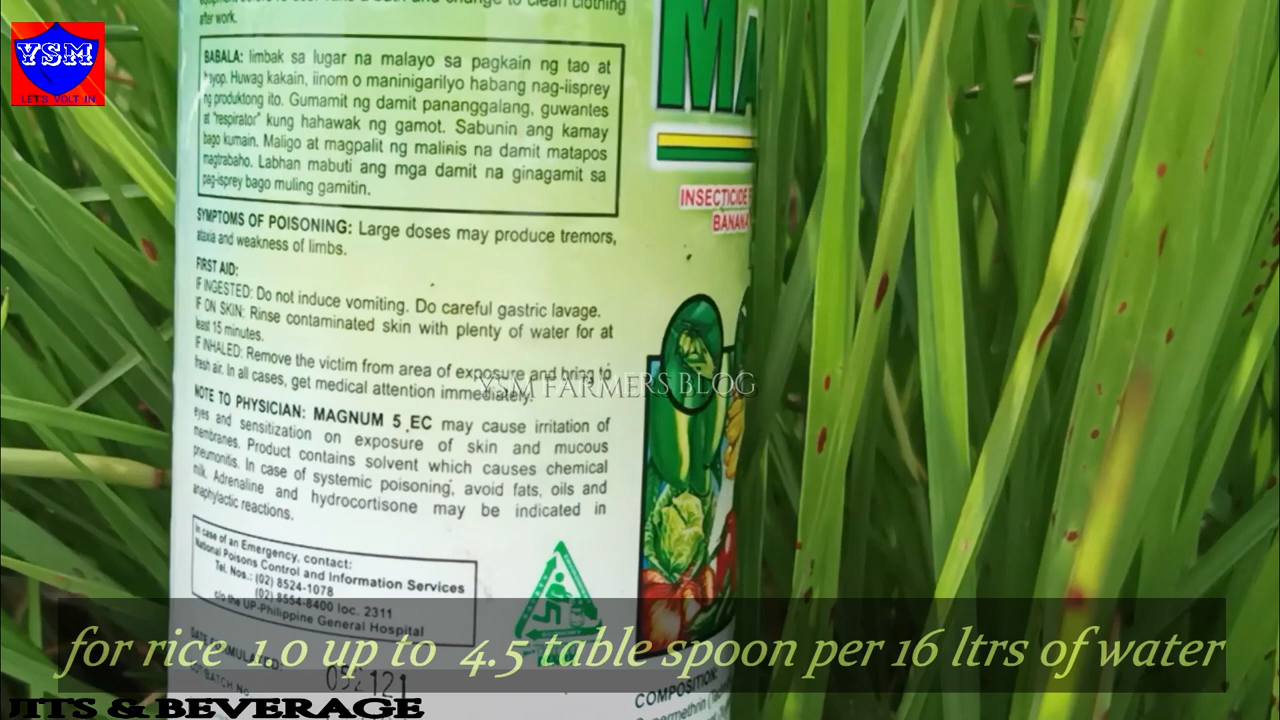 YSM
LET'S VOLT IN
to clean clothing
after work.
BABALA: Iimbak sa lugar na malayo sa pagkain ng tao at
hayop. Huwag kakain, iinom o maninigarilyo habang nag-iisprey
ng produktong ito. Gumamit ng damit pananggalang, guwantes
at "respirator" kung hahawak ng gamot. Sabunin ang kamay
bago kumain. Maligo at magpalit ng malinis na damit matapos
magtrabaho. Labhan mabuti ang mga damit na ginagamit sa
pag-isprey bago muling gamitin.
SYMPTOMS OF POISONING: Large doses may produce tremors,
ataxia and weakness of limbs.
FIRST AID:
IF INGESTED: Do not induce vomiting. Do careful gastric lavage.
IF ON SKIN: Rinse contaminated skin with plenty of water for at
least 15 minutes.
IF INHALED: Remove the victim from area of exposure and bring to
fresh air. In all cases, get medical attention immediately.
NOTE TO PHYSICIAN: MAGNUM 5 EC may cause irritation of
eyes and sensitization on exposure of skin and mucous
membranes. Product contains solvent which causes chemical
pneumonitis. In case of systemic poisoning, avoid fats, oils and
milk. Adrenaline and hydrocortisone may be indicated in
anaphylactic reactions.
In case of an Emergency, contact:
National Poisons Control and Information Services
Tel. Nos.: (02) 8524-1078
(02) 8554-8400 loc. 2311
c/o the UP-Philippine General Hospital
MA
INSECTICIDE
BANANA
YSM FARMERS BLOG
COMPOSITION:
for rice 1.0 up to 4.5 table spoon per 16 ltrs of water
ITS & BEVERAGE